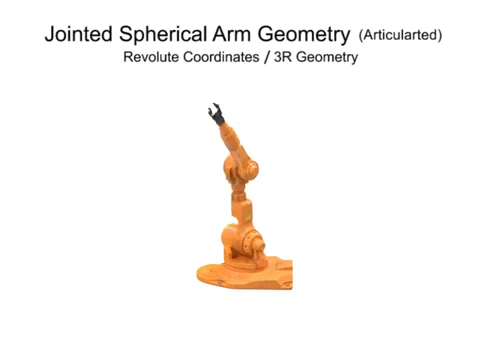 Jointed Spherical Arm Geometry (Articularted)
Revolute Coordinates / 3R Geometry